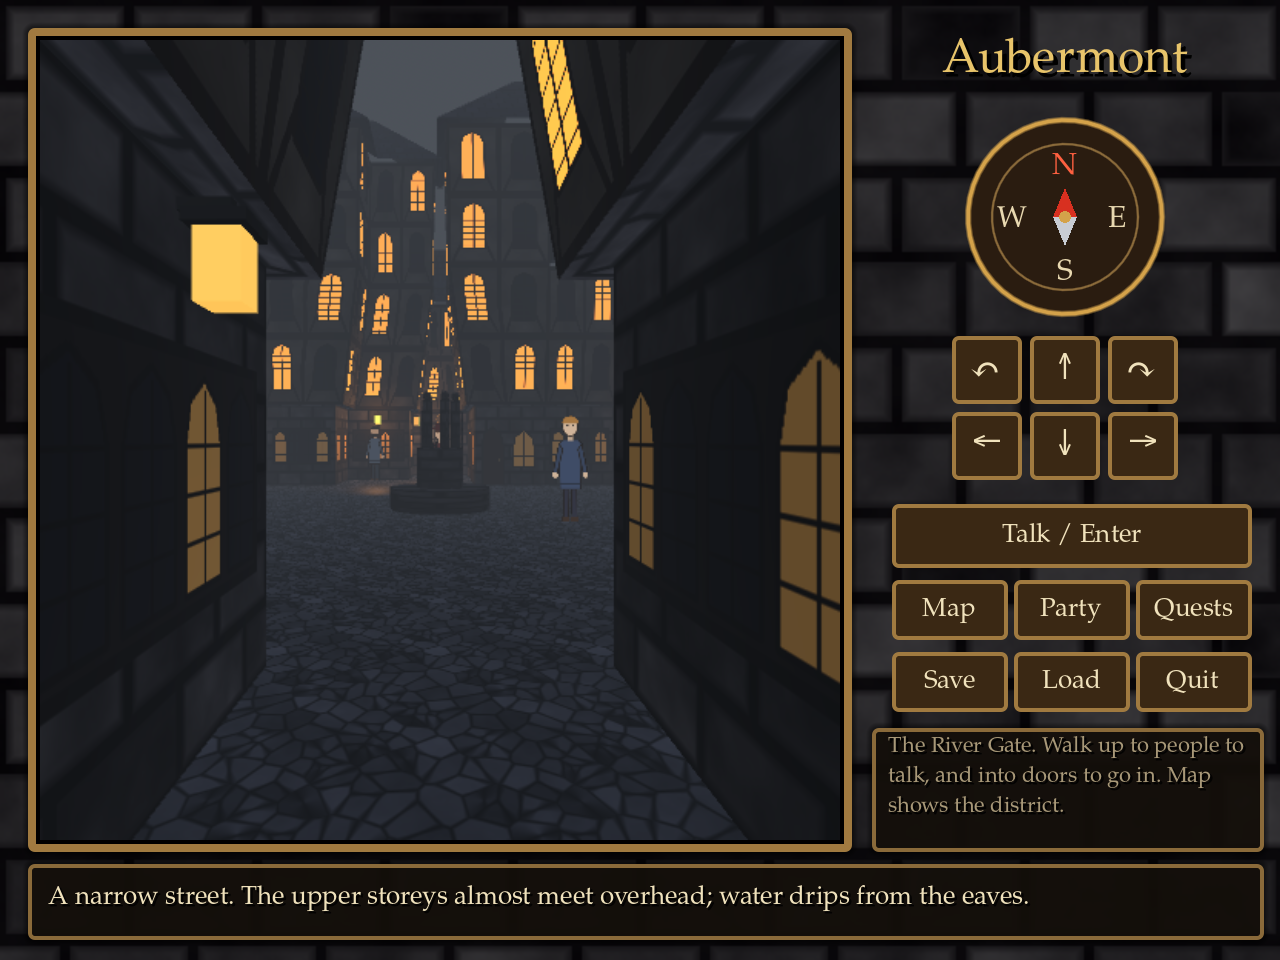 Aubermont
N
W E
S
Talk / Enter
Map Party Quests
Save Load Quit
The River Gate. Walk up to people to
talk, and into doors to go in. Map
shows the district.
A narrow street. The upper storeys almost meet overhead; water drips from the eaves.